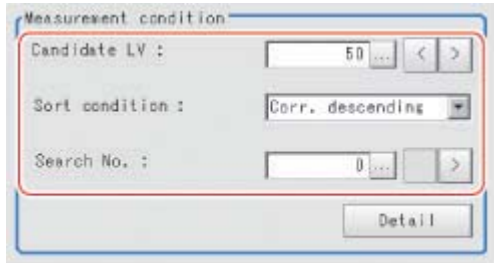 Measurement condition
Candidate LV : 50 ... < >
Sort condition : Corr. descending
Search No. : 0 ... >
Detail